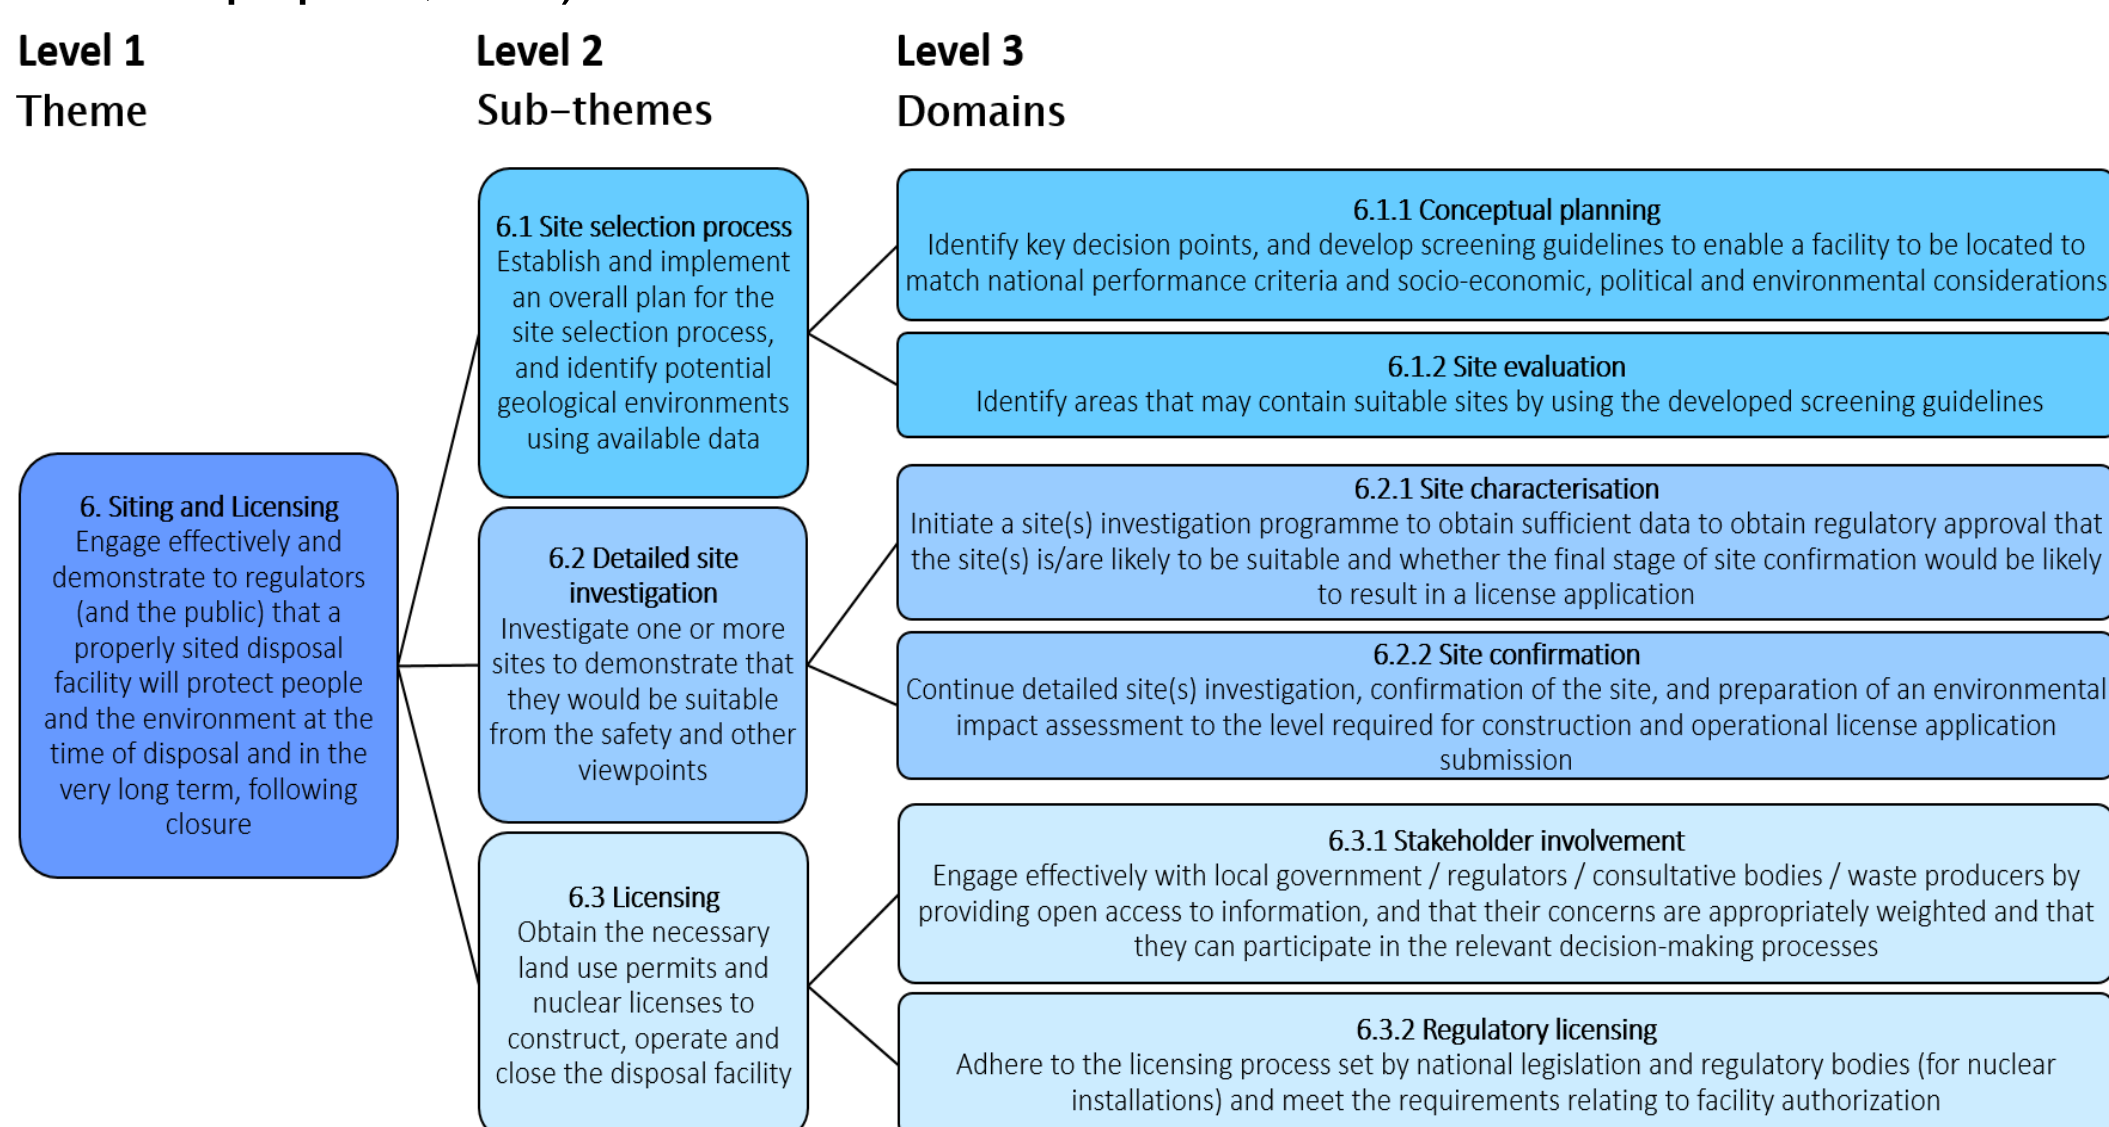 Level 1
Theme
Level 2
Sub-themes
Level 3
Domains
6. Siting and Licensing
Engage effectively and
demonstrate to regulators
(and the public) that a
properly sited disposal
facility will protect people
and the environment at the
time of disposal and in the
very long term, following
closure
6.1 Site selection process
Establish and implement
an overall plan for the
site selection process,
and identify potential
geological environments
using available data
6.2 Detailed site
investigation
Investigate one or more
sites to demonstrate that
they would be suitable
from the safety and other
viewpoints
6.3 Licensing
Obtain the necessary
land use permits and
nuclear licenses to
construct, operate and
close the disposal facility
6.1.1 Conceptual planning
Identify key decision points, and develop screening guidelines to enable a facility to be located to
match national performance criteria and socio-economic, political and environmental considerations
6.1.2 Site evaluation
Identify areas that may contain suitable sites by using the developed screening guidelines
6.2.1 Site characterisation
Initiate a site(s) investigation programme to obtain sufficient data to obtain regulatory approval that
the site(s) is/are likely to be suitable and whether the final stage of site confirmation would be likely
to result in a license application
6.2.2 Site confirmation
Continue detailed site(s) investigation, confirmation of the site, and preparation of an environmental
impact assessment to the level required for construction and operational license application
submission
6.3.1 Stakeholder involvement
Engage effectively with local government / regulators / consultative bodies / waste producers by
providing open access to information, and that their concerns are appropriately weighted and that
they can participate in the relevant decision-making processes
6.3.2 Regulatory licensing
Adhere to the licensing process set by national legislation and regulatory bodies (for nuclear
installations) and meet the requirements relating to facility authorization